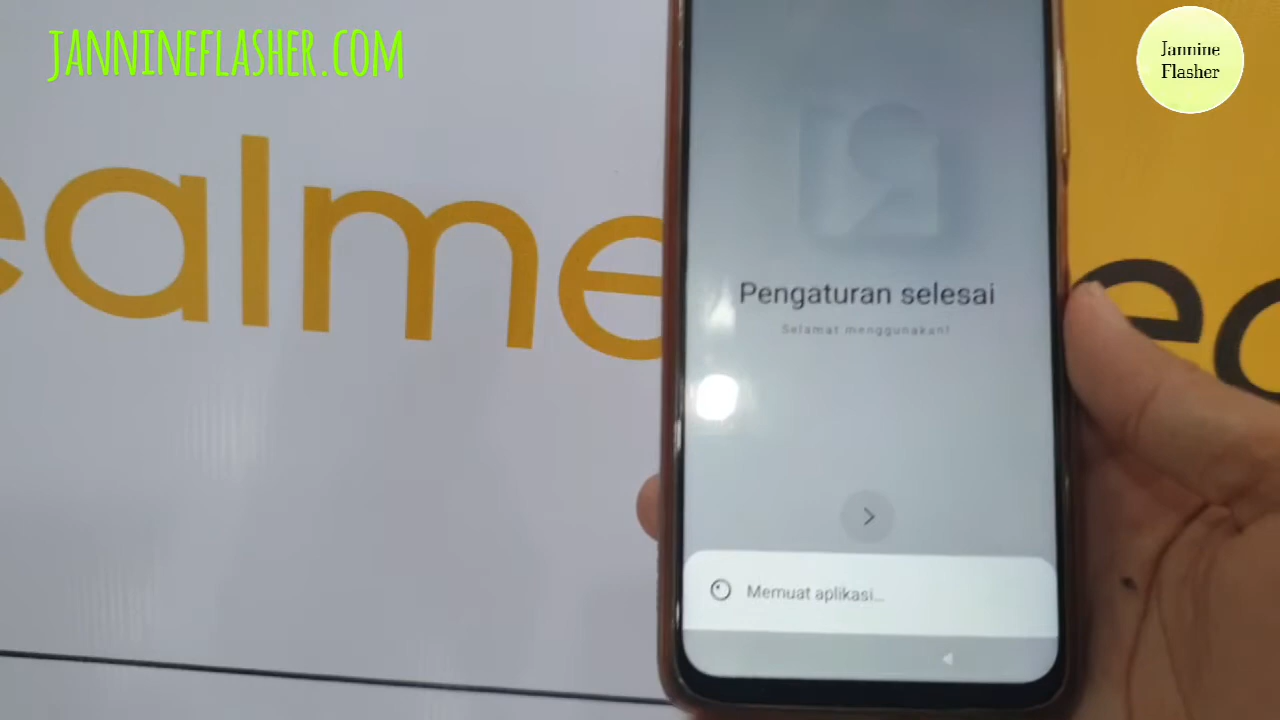 JANNINEFLASHER.COM
Jannine
Flasher
ealme
Pengaturan selesai
Selamat menggunakan!
Memuat aplikasi...